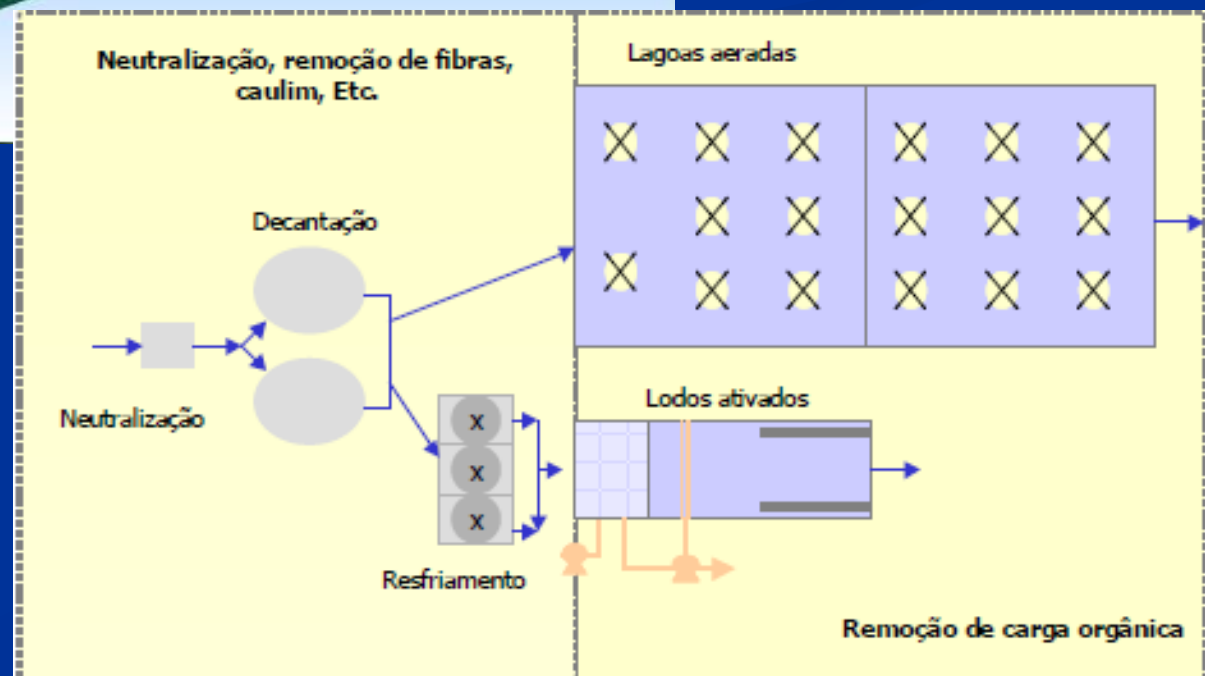 Neutralização, remoção de fibras,
caulim, Etc.
Lagoas aeradas
Decantação
Neutralização
Lodos ativados
x
x
x
Resfriamento
Remoção de carga orgânica